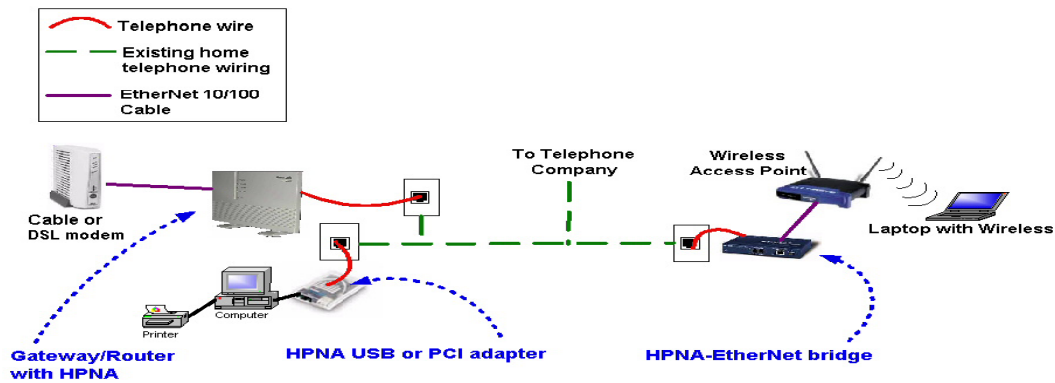 Telephone wire
Existing home
telephone wiring
EtherNet 10/100
Cable
To Telephone
Company
Wireless
Access Point
Cable or
DSL modem
Laptop with Wireless
Computer
Printer
Gateway/Router
with HPNA
HPNA USB or PCI adapter
HPNA-EtherNet bridge